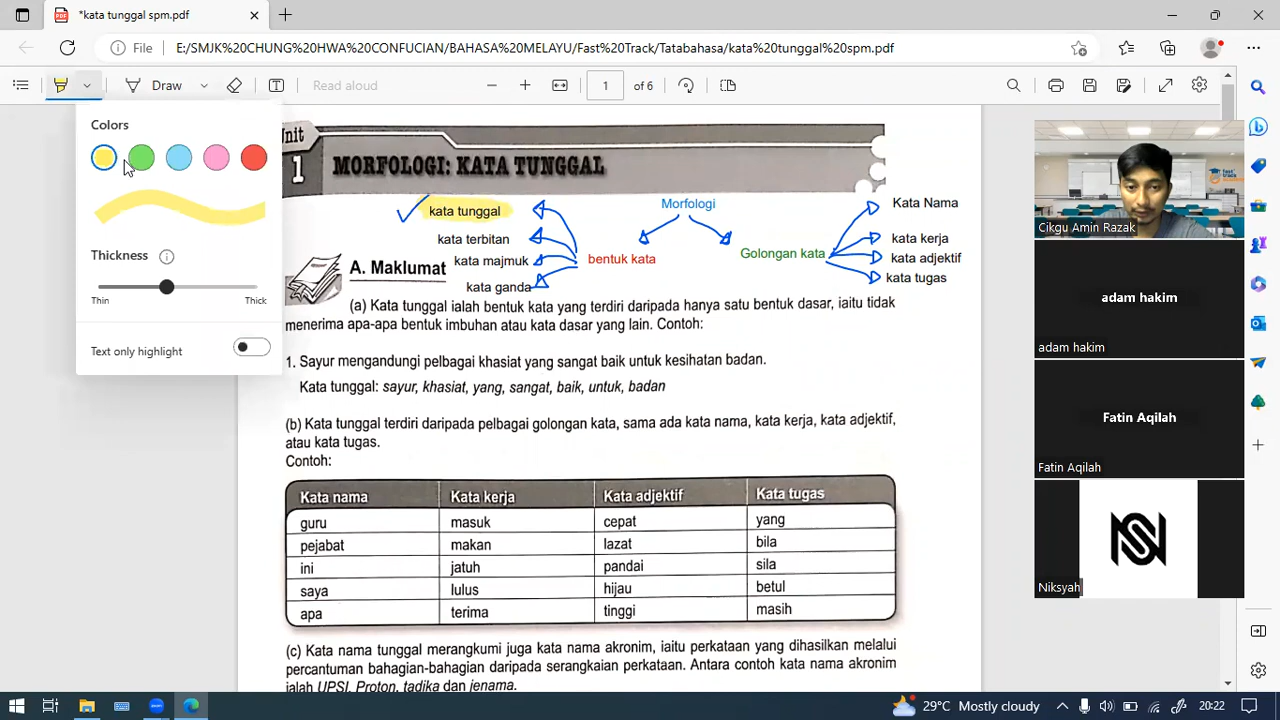 *kata tunggal spm.pdf
File
E:/SMJK%20CHUNG%20HWA%20CONFUCIAN/BAHASA%20MELAYU/Fast%20Track/Tatabahasa/kata%20tunggal%20spm.pdf
Draw
Read aloud
1 of 6
Colors
Thickness
Thin Thick
Text only highlight
Unit
1 MORFOLOGI: KATA TUNGGAL
kata tunggal
Morfologi
Kata Nama
kata terbitan
kata kerja
kata majmuk
bentuk kata
Golongan kata
kata adjektif
kata ganda
kata tugas
A. Maklumat
(a) Kata tunggal ialah bentuk kata yang terdiri daripada hanya satu bentuk dasar, iaitu tidak
menerima apa-apa bentuk imbuhan atau kata dasar yang lain. Contoh:
1. Sayur mengandungi pelbagai khasiat yang sangat baik untuk kesihatan badan.
Kata tunggal: sayur, khasiat, yang, sangat, baik, untuk, badan
(b) Kata tunggal terdiri daripada pelbagai golongan kata, sama ada kata nama, kata kerja, kata adjektif,
atau kata tugas.
Contoh:
Kata nama Kata kerja Kata adjektif Kata tugas
guru masuk cepat yang
pejabat makan lazat bila
ini jatuh pandai sila
saya lulus hijau betul
apa terima tinggi masih
(c) Kata nama tunggal merangkumi juga kata nama akronim, iaitu perkataan yang dihasilkan melalui
percantuman bahagian-bahagian daripada serangkaian perkataan. Antara contoh kata nama akronim
ialah UPSI, Proton, tadika dan jenama.
Cikgu Amin Razak
adam hakim
adam hakim
Fatin Aqilah
Fatin Aqilah
Niksyah
29°C Mostly cloudy
20:22